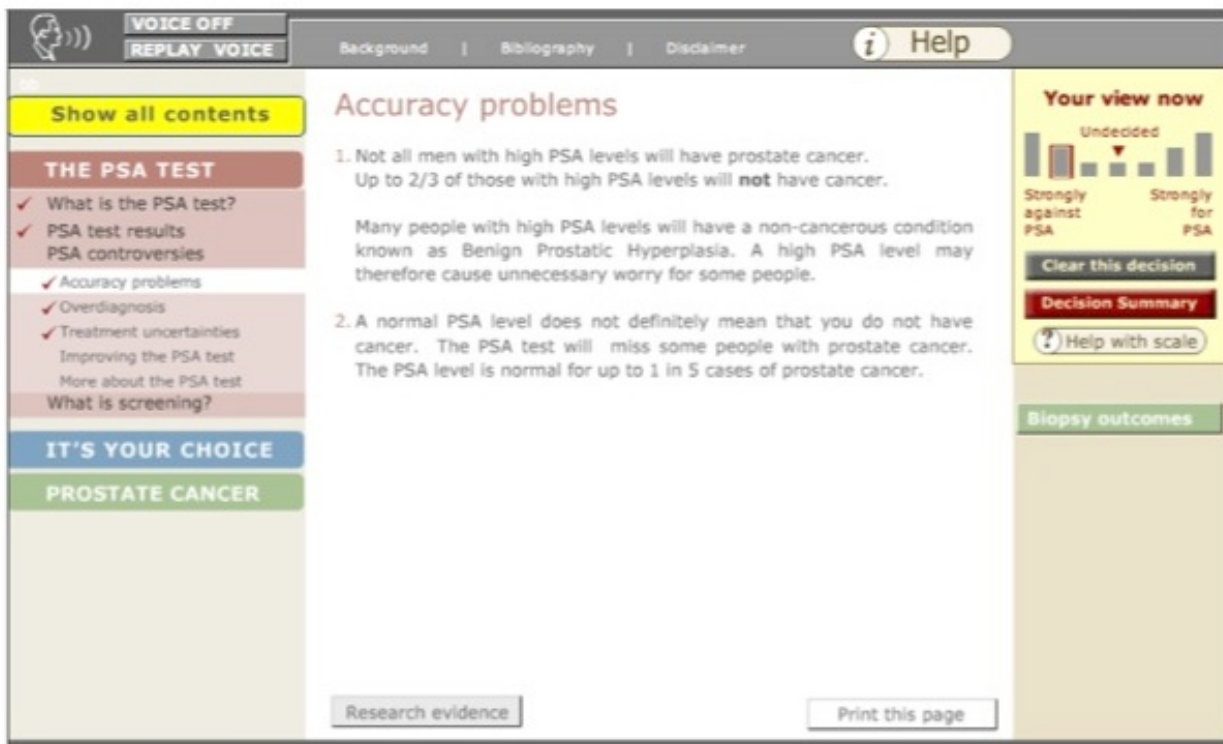 VOICE OFF
REPLAY VOICE
Background | Bibliography | Disclaimer
i Help
Show all contents
THE PSA TEST
✓ What is the PSA test?
✓ PSA test results
PSA controversies
✓ Accuracy problems
✓ Overdiagnosis
✓ Treatment uncertainties
Improving the PSA test
More about the PSA test
What is screening?
IT'S YOUR CHOICE
PROSTATE CANCER
Accuracy problems
1. Not all men with high PSA levels will have prostate cancer.
Up to 2/3 of those with high PSA levels will not have cancer.
Many people with high PSA levels will have a non-cancerous condition
known as Benign Prostatic Hyperplasia. A high PSA level may
therefore cause unnecessary worry for some people.
2. A normal PSA level does not definitely mean that you do not have
cancer. The PSA test will miss some people with prostate cancer.
The PSA level is normal for up to 1 in 5 cases of prostate cancer.
Research evidence
Print this page
Your view now
Undecided
Strongly against PSA
Strongly for PSA
Clear this decision
Decision Summary
? Help with scale
Biopsy outcomes